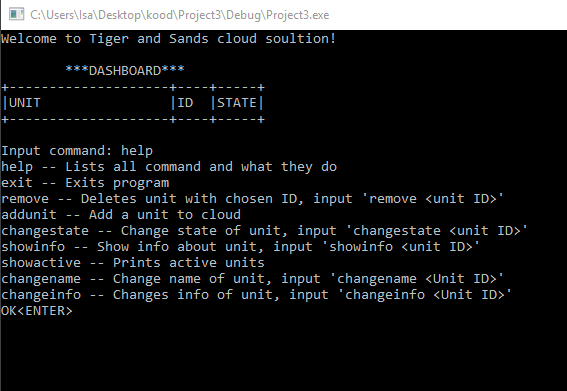 C:\Users\Isa\Desktop\kood\Project3\Debug\Project3.exe
Welcome to Tiger and Sands cloud soultion!
***DASHBOARD***
+--------------------+----+-----+
|UNIT                |ID  |STATE|
+--------------------+----+-----+
Input command: help
help -- Lists all command and what they do
exit -- Exits program
remove -- Deletes unit with chosen ID, input 'remove <unit ID>'
addunit -- Add a unit to cloud
changestate -- Change state of unit, input 'changestate <unit ID>'
showinfo -- Show info about unit, input 'showinfo <unit ID>'
showactive -- Prints active units
changename -- Change name of unit, input 'changename <Unit ID>'
changeinfo -- Changes info of unit, input 'changeinfo <Unit ID>'
OK<ENTER>